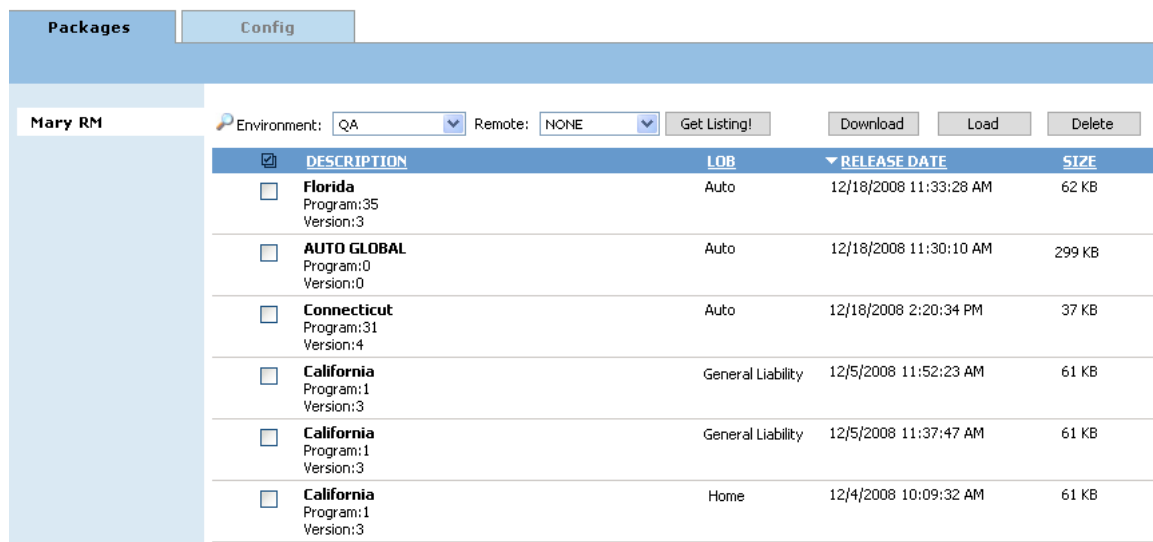 Packages Config
Mary RM
Environment: QA Remote: NONE Get Listing! Download Load Delete
DESCRIPTION LOB RELEASE DATE SIZE
Florida Auto 12/18/2008 11:33:28 AM 62 KB
Program:35
Version:3
AUTO GLOBAL Auto 12/18/2008 11:30:10 AM 299 KB
Program:0
Version:0
Connecticut Auto 12/18/2008 2:20:34 PM 37 KB
Program:31
Version:4
California General Liability 12/5/2008 11:52:23 AM 61 KB
Program:1
Version:3
California General Liability 12/5/2008 11:37:47 AM 61 KB
Program:1
Version:3
California Home 12/4/2008 10:09:32 AM 61 KB
Program:1
Version:3